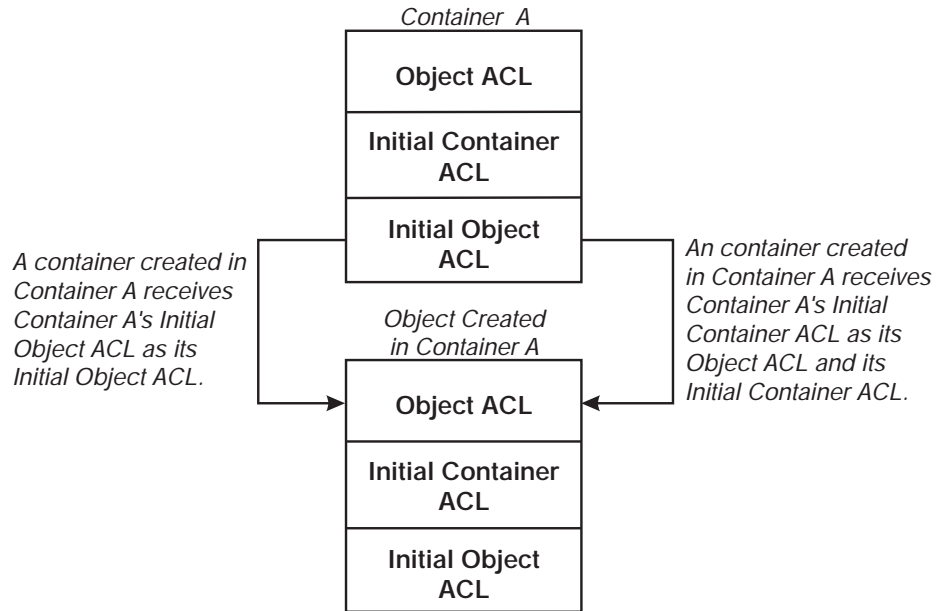 Container A
Object ACL
Initial Container
ACL
Initial Object
ACL
A container created in
Container A receives
Container A's Initial
Object ACL as its
Initial Object ACL.
An container created
in Container A receives
Container A's Initial
Container ACL as its
Object ACL and its
Initial Container ACL.
Object Created
in Container A
Object ACL
Initial Container
ACL
Initial Object
ACL